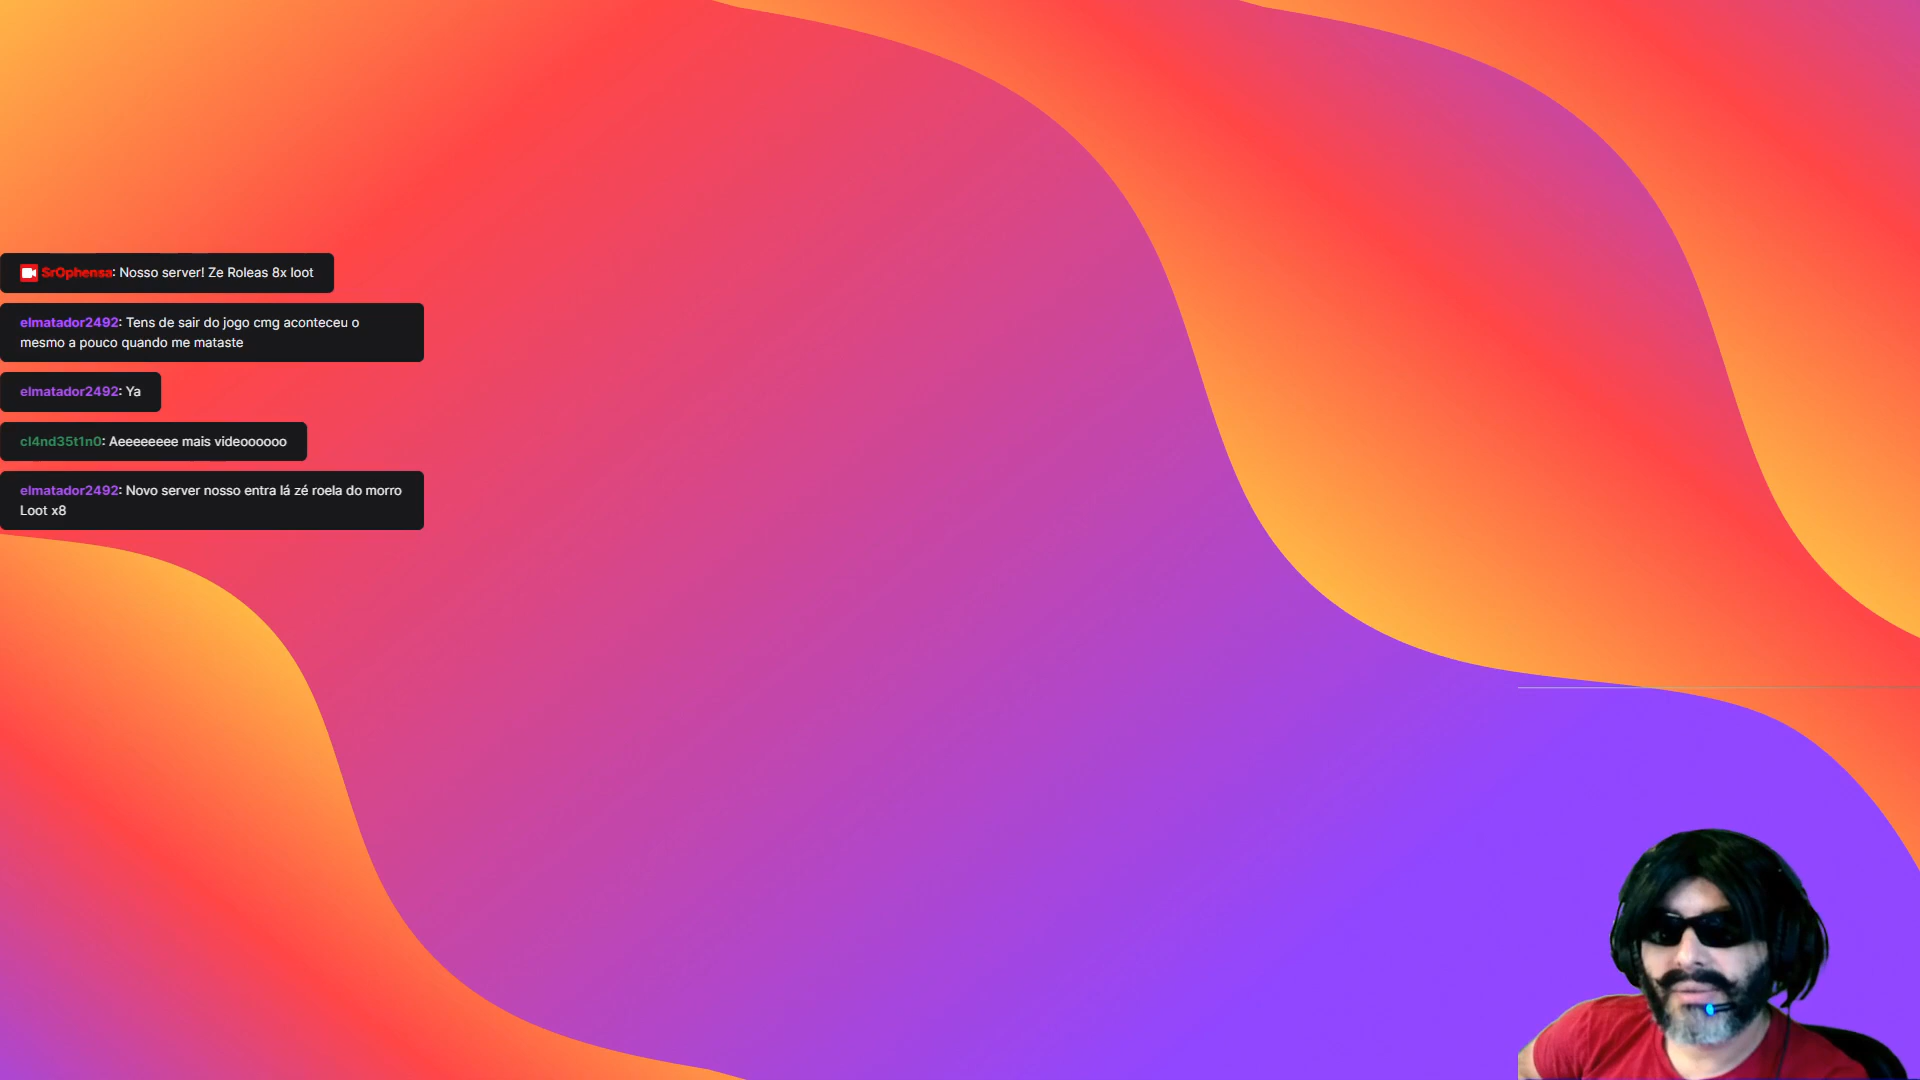 SrOphensa: Nosso server! Ze Roleas 8x loot
elmatador2492: Tens de sair do jogo cmg aconteceu o
mesmo a pouco quando me mataste
elmatador2492: Ya
cl4nd35t1n0: Aeeeeeeee mais videoooooo
elmatador2492: Novo server nosso entra lá zé roela do morro
Loot x8